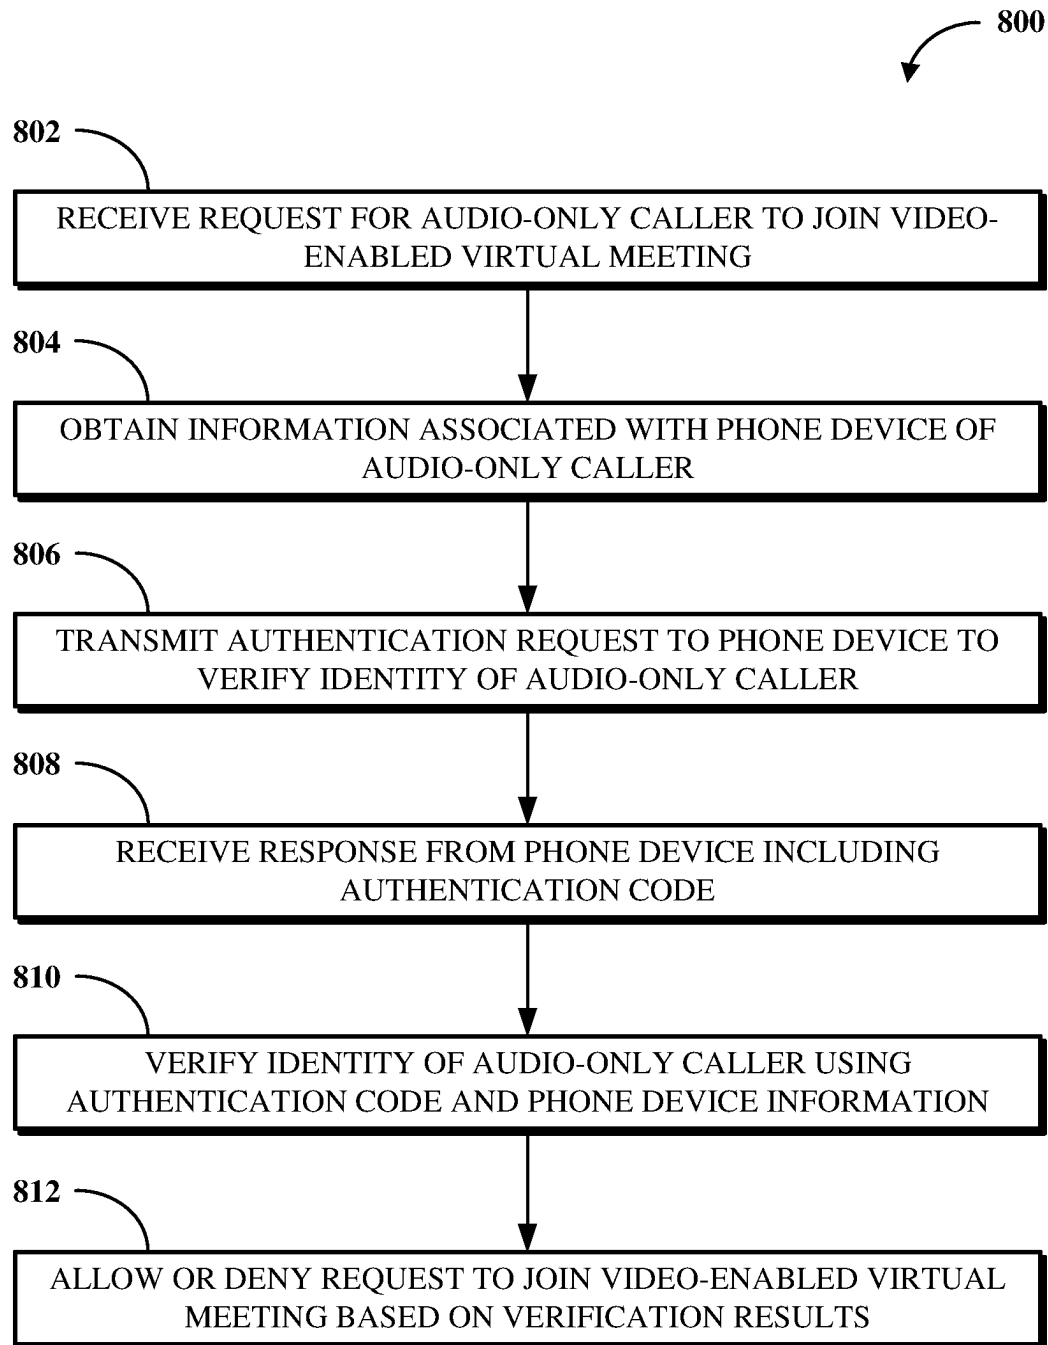 800
802
RECEIVE REQUEST FOR AUDIO-ONLY CALLER TO JOIN VIDEO-
ENABLED VIRTUAL MEETING
804
OBTAIN INFORMATION ASSOCIATED WITH PHONE DEVICE OF
AUDIO-ONLY CALLER
806
TRANSMIT AUTHENTICATION REQUEST TO PHONE DEVICE TO
VERIFY IDENTITY OF AUDIO-ONLY CALLER
808
RECEIVE RESPONSE FROM PHONE DEVICE INCLUDING
AUTHENTICATION CODE
810
VERIFY IDENTITY OF AUDIO-ONLY CALLER USING
AUTHENTICATION CODE AND PHONE DEVICE INFORMATION
812
ALLOW OR DENY REQUEST TO JOIN VIDEO-ENABLED VIRTUAL
MEETING BASED ON VERIFICATION RESULTS